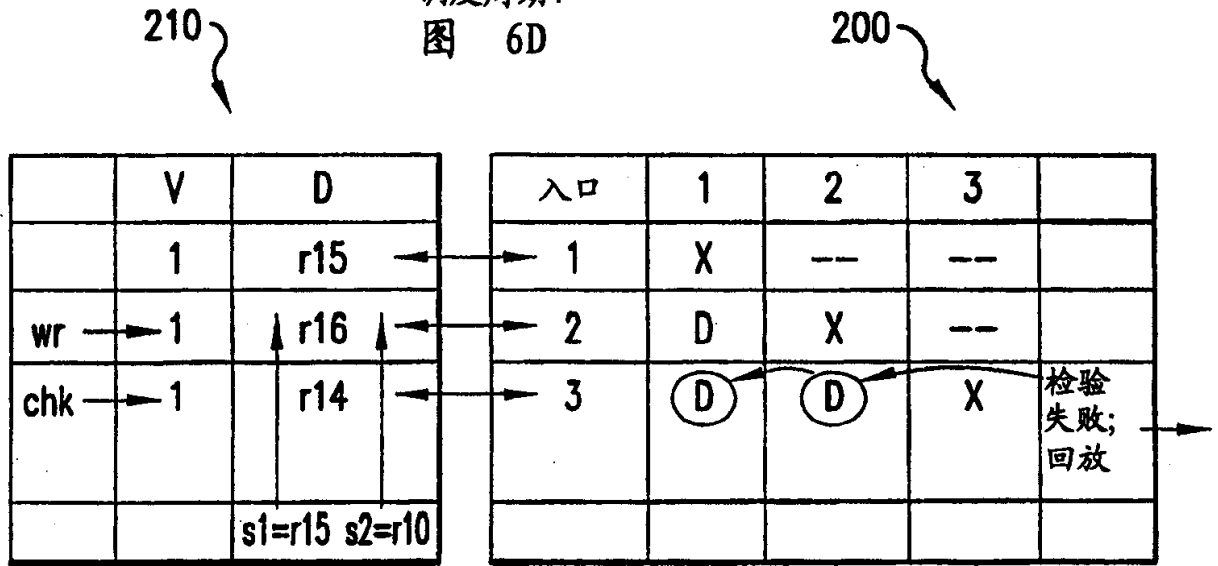 210
图 6D
200
V D
入口 1 2 3
1 r15
1 X -- --
wr 1 r16
2 D X --
chk 1 r14
3 D D X
检验
失败;
回放
s1=r15 s2=r10